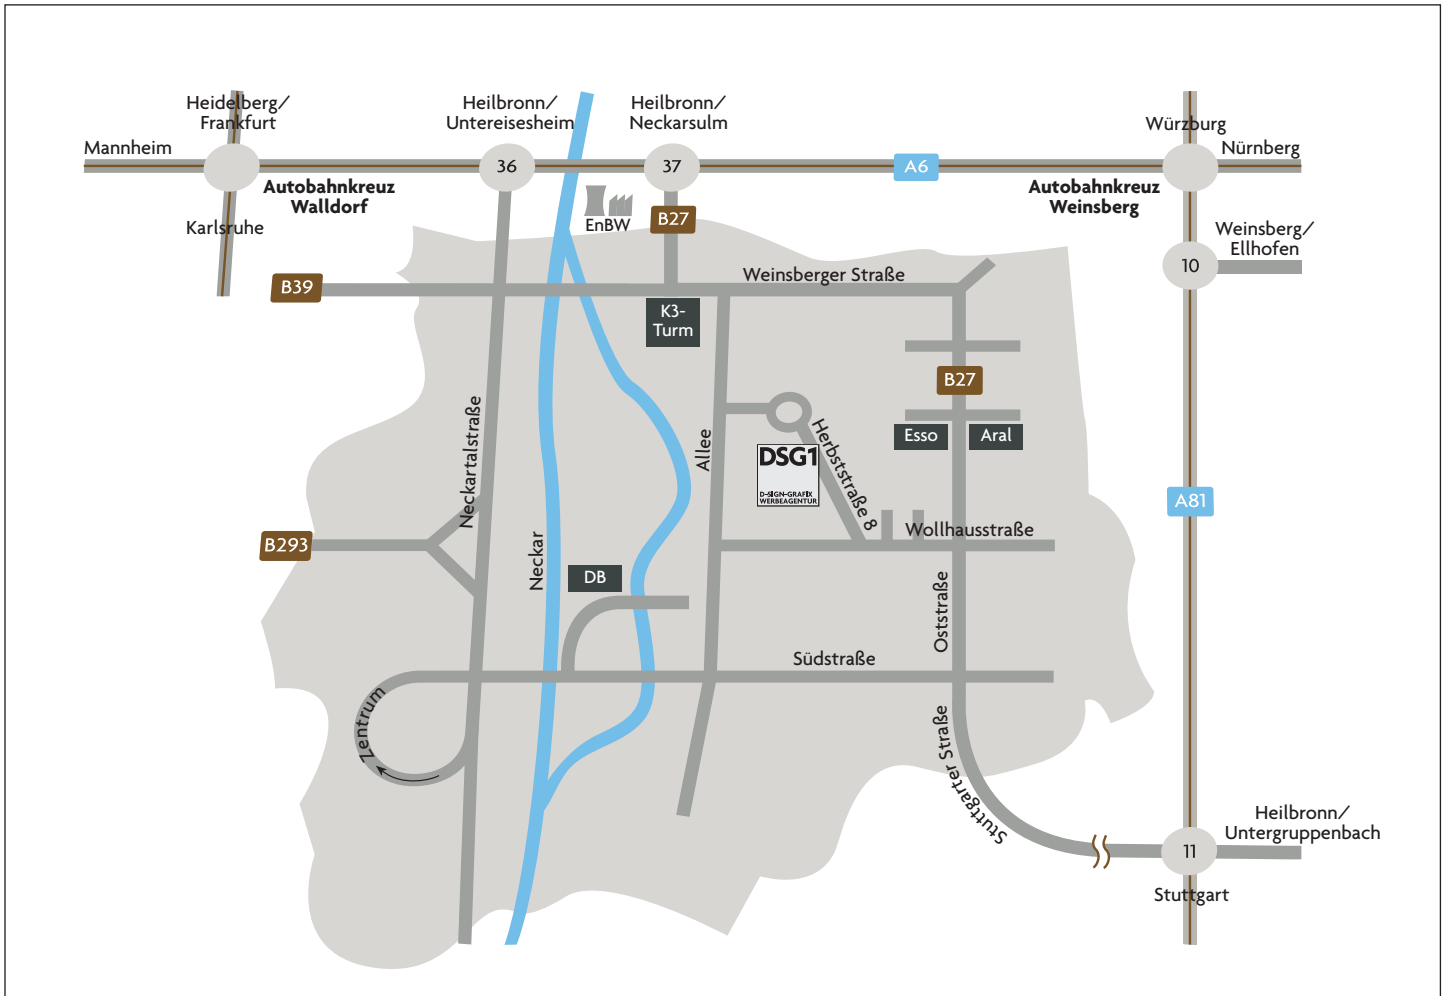 Heidelberg/
Frankfurt
Heilbronn/
Untereisesheim
Heilbronn/
Neckarsulm
Würzburg
Mannheim
Nürnberg
36
37
A6
Autobahnkreuz
Walldorf
Autobahnkreuz
Weinsberg
Karlsruhe
EnBW
B27
Weinsberg/
Ellhofen
10
B39
Weinsberger Straße
K3-
Turm
B27
Neckartalstraße
Allee
Herbststraße 8
Esso
Aral
DSG1
D-SIGN-GRAFIX
WERBEAGENTUR
A81
B293
Wollhausstraße
Neckar
DB
Oststraße
Südstraße
Zentrum
Stuttgarter Straße
Heilbronn/
Untergruppenbach
11
Stuttgart